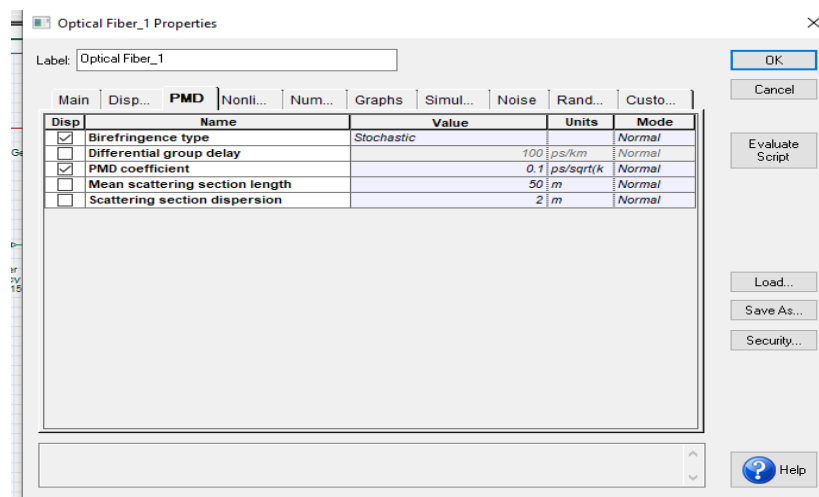 Optical Fiber_1 Properties
Label: Optical Fiber_1
OK
Cancel
Evaluate Script
Load...
Save As...
Security...
Help
Main Disp... PMD Nonli... Num... Graphs Simul... Noise Rand... Custo...
Disp Name Value Units Mode
Birefringence type Stochastic Normal
Differential group delay 100 ps/km Normal
PMD coefficient 0.1 ps/sqrt(k Normal
Mean scattering section length 50 m Normal
Scattering section dispersion 2 m Normal